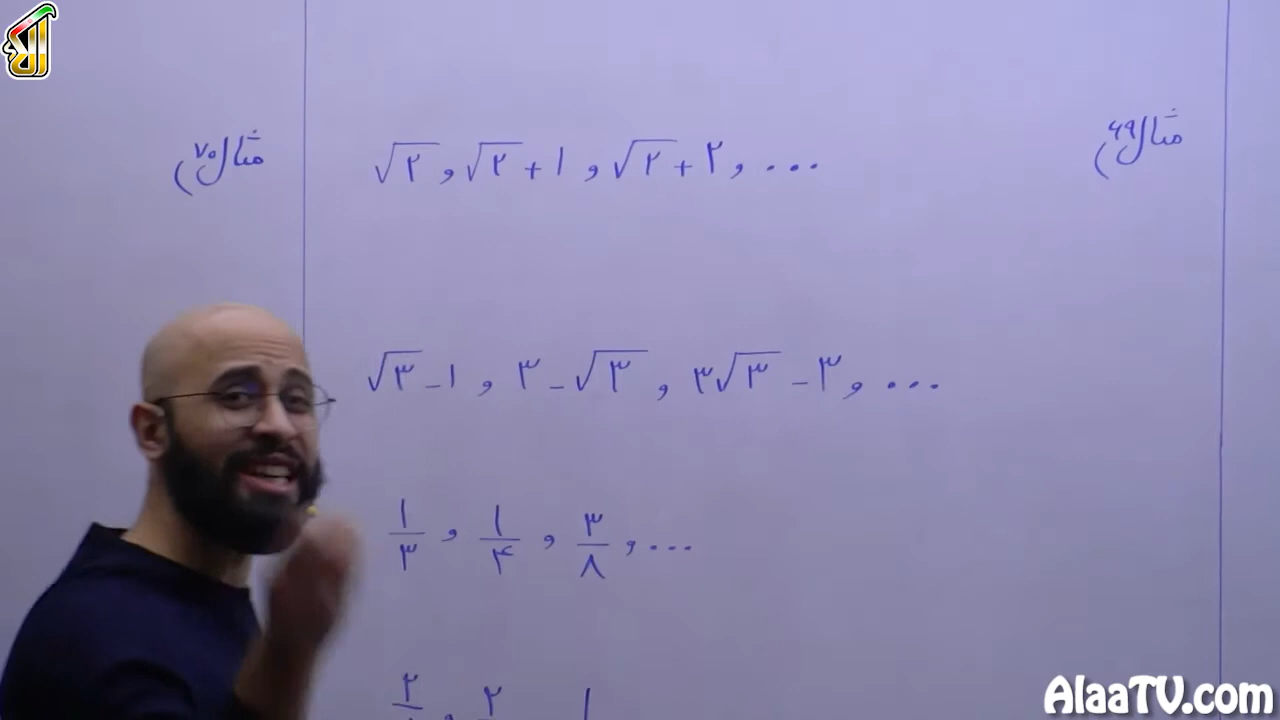 مثال ۶۹)
√۲ , √۲ + ۱ , √۲ + ۲ , ...
√۳ - ۱ , ۳ - √۳ , ۳√۳ - ۳ , ...
۱/۳ , ۱/۴ , ۳/۸ , ...
مثال ۷۰)
AlaaTV.com